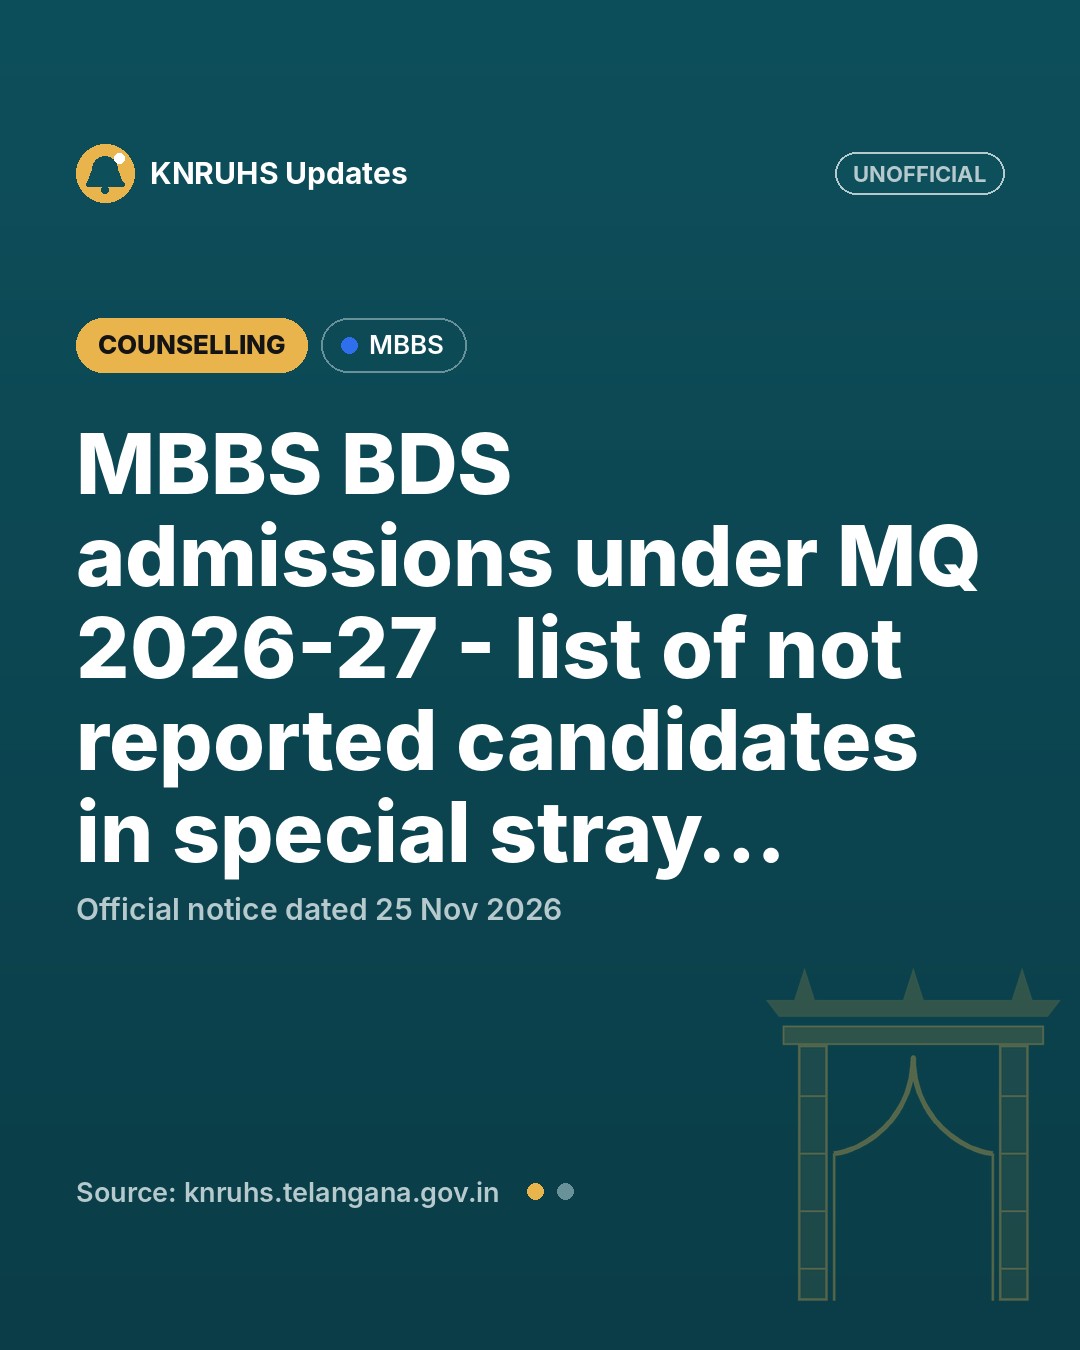 KNRUHS Updates
UNOFFICIAL
COUNSELLING
MBBS
MBBS BDS
admissions under MQ
2026-27 - list of not
reported candidates
in special stray...
Official notice dated 25 Nov 2026
Source: knruhs.telangana.gov.in